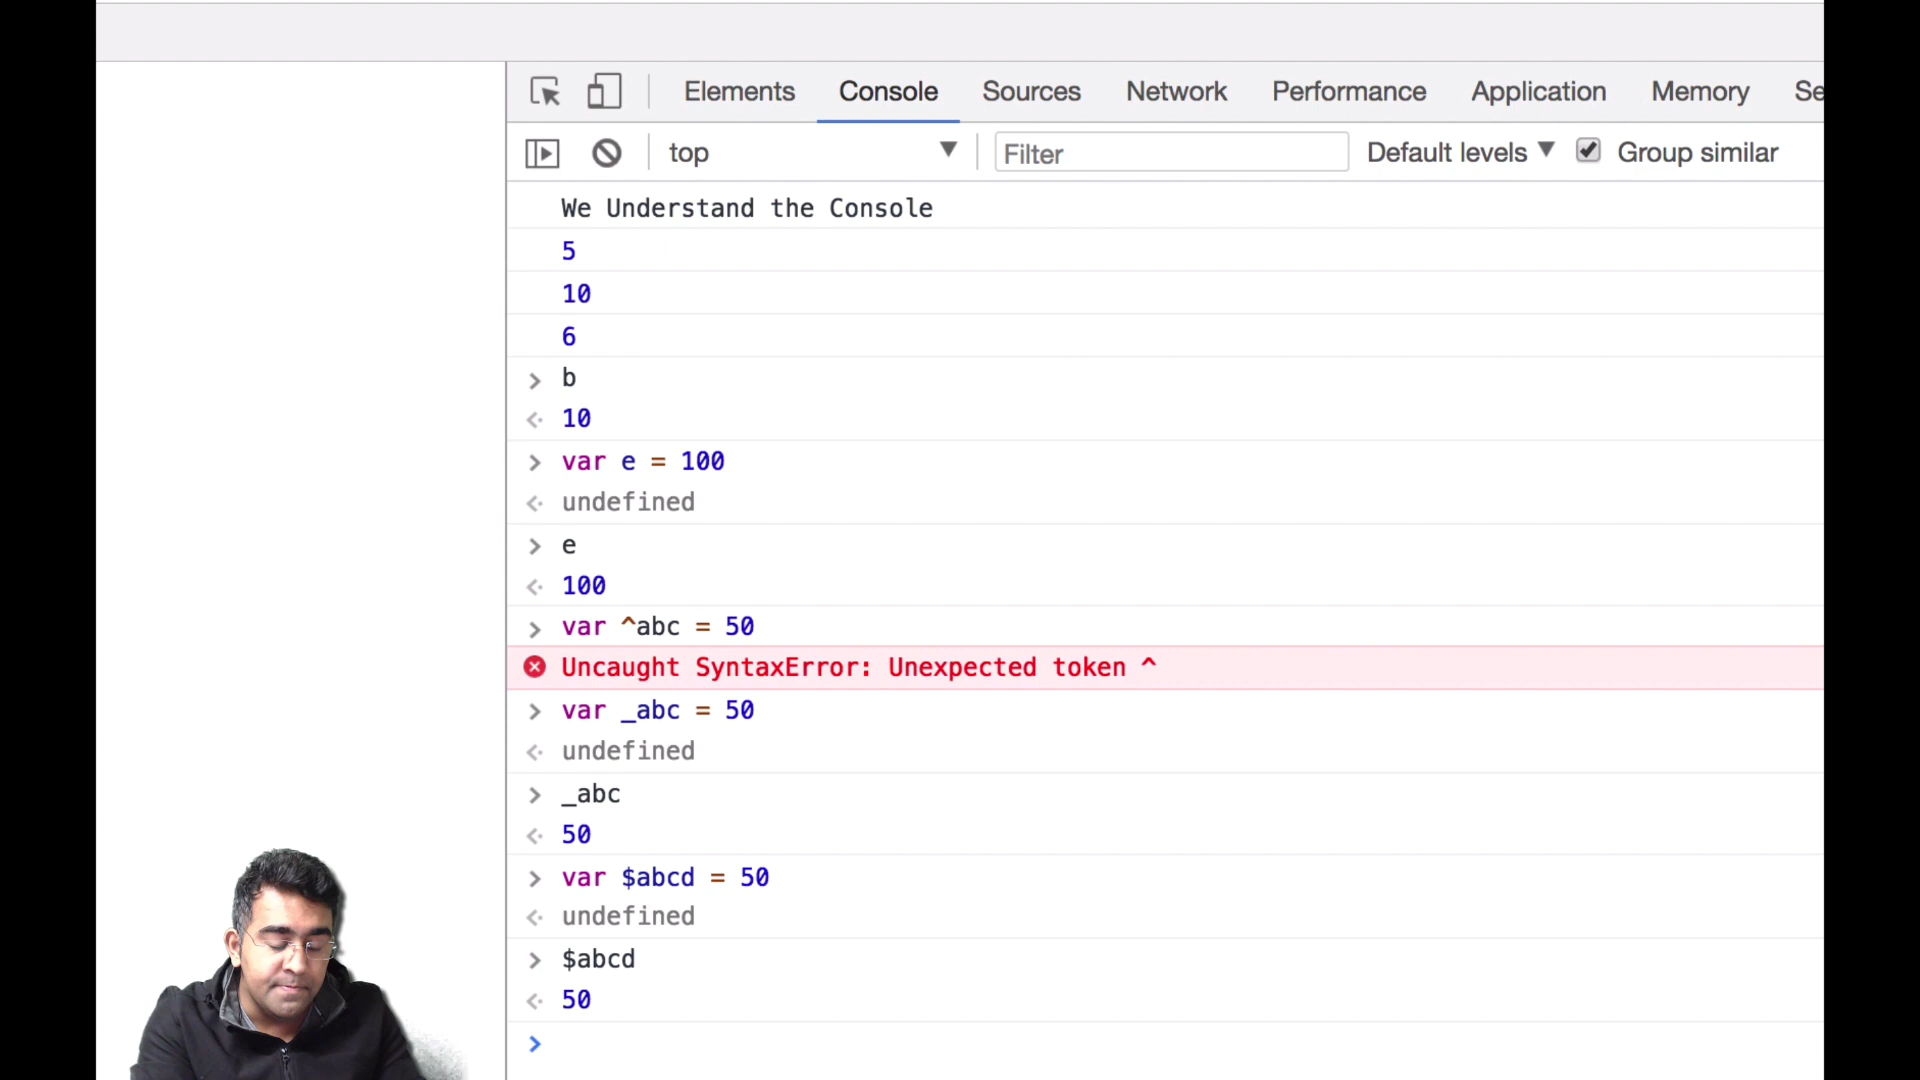 Elements Console Sources Network Performance Application Memory Se
top Filter Default levels Group similar
We Understand the Console
5
10
6
> b
<· 10
> var e = 100
<· undefined
> e
<· 100
> var ^abc = 50
Uncaught SyntaxError: Unexpected token ^
> var _abc = 50
<· undefined
> _abc
<· 50
> var $abcd = 50
<· undefined
> $abcd
<· 50
>